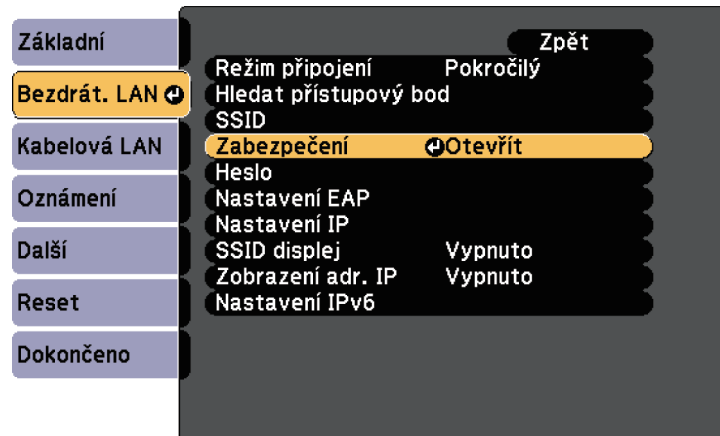 Základní
Bezdrát. LAN
Kabelová LAN
Oznámení
Další
Reset
Dokončeno
Zpět
Režim připojení Pokročilý
Hledat přístupový bod
SSID
Zabezpečení Otevřít
Heslo
Nastavení EAP
Nastavení IP
SSID displej Vypnuto
Zobrazení adr. IP Vypnuto
Nastavení IPv6